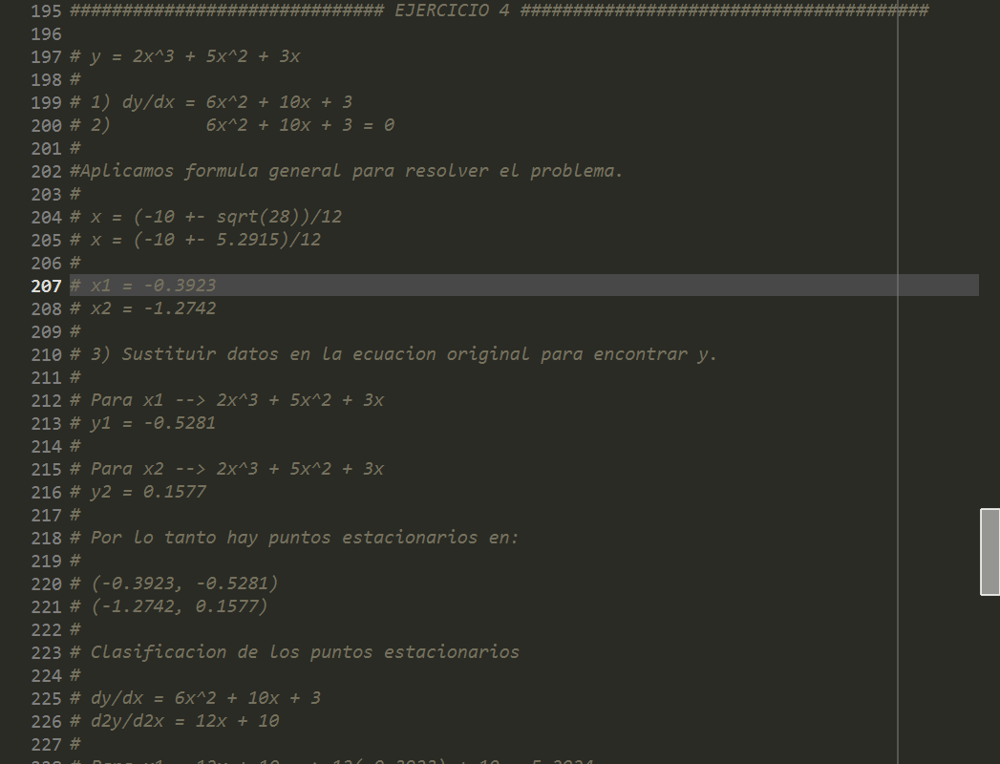 195 ############################## EJERCICIO 4 #######################################
196
197 # y = 2x^3 + 5x^2 + 3x
198 #
199 # 1) dy/dx = 6x^2 + 10x + 3
200 # 2)         6x^2 + 10x + 3 = 0
201 #
202 #Aplicamos formula general para resolver el problema.
203 #
204 # x = (-10 +- sqrt(28))/12
205 # x = (-10 +- 5.2915)/12
206 #
207 # x1 = -0.3923
208 # x2 = -1.2742
209 #
210 # 3) Sustituir datos en la ecuacion original para encontrar y.
211 #
212 # Para x1 --> 2x^3 + 5x^2 + 3x
213 # y1 = -0.5281
214 #
215 # Para x2 --> 2x^3 + 5x^2 + 3x
216 # y2 = 0.1577
217 #
218 # Por lo tanto hay puntos estacionarios en:
219 #
220 # (-0.3923, -0.5281)
221 # (-1.2742, 0.1577)
222 #
223 # Clasificacion de los puntos estacionarios
224 #
225 # dy/dx = 6x^2 + 10x + 3
226 # d2y/d2x = 12x + 10
227 #